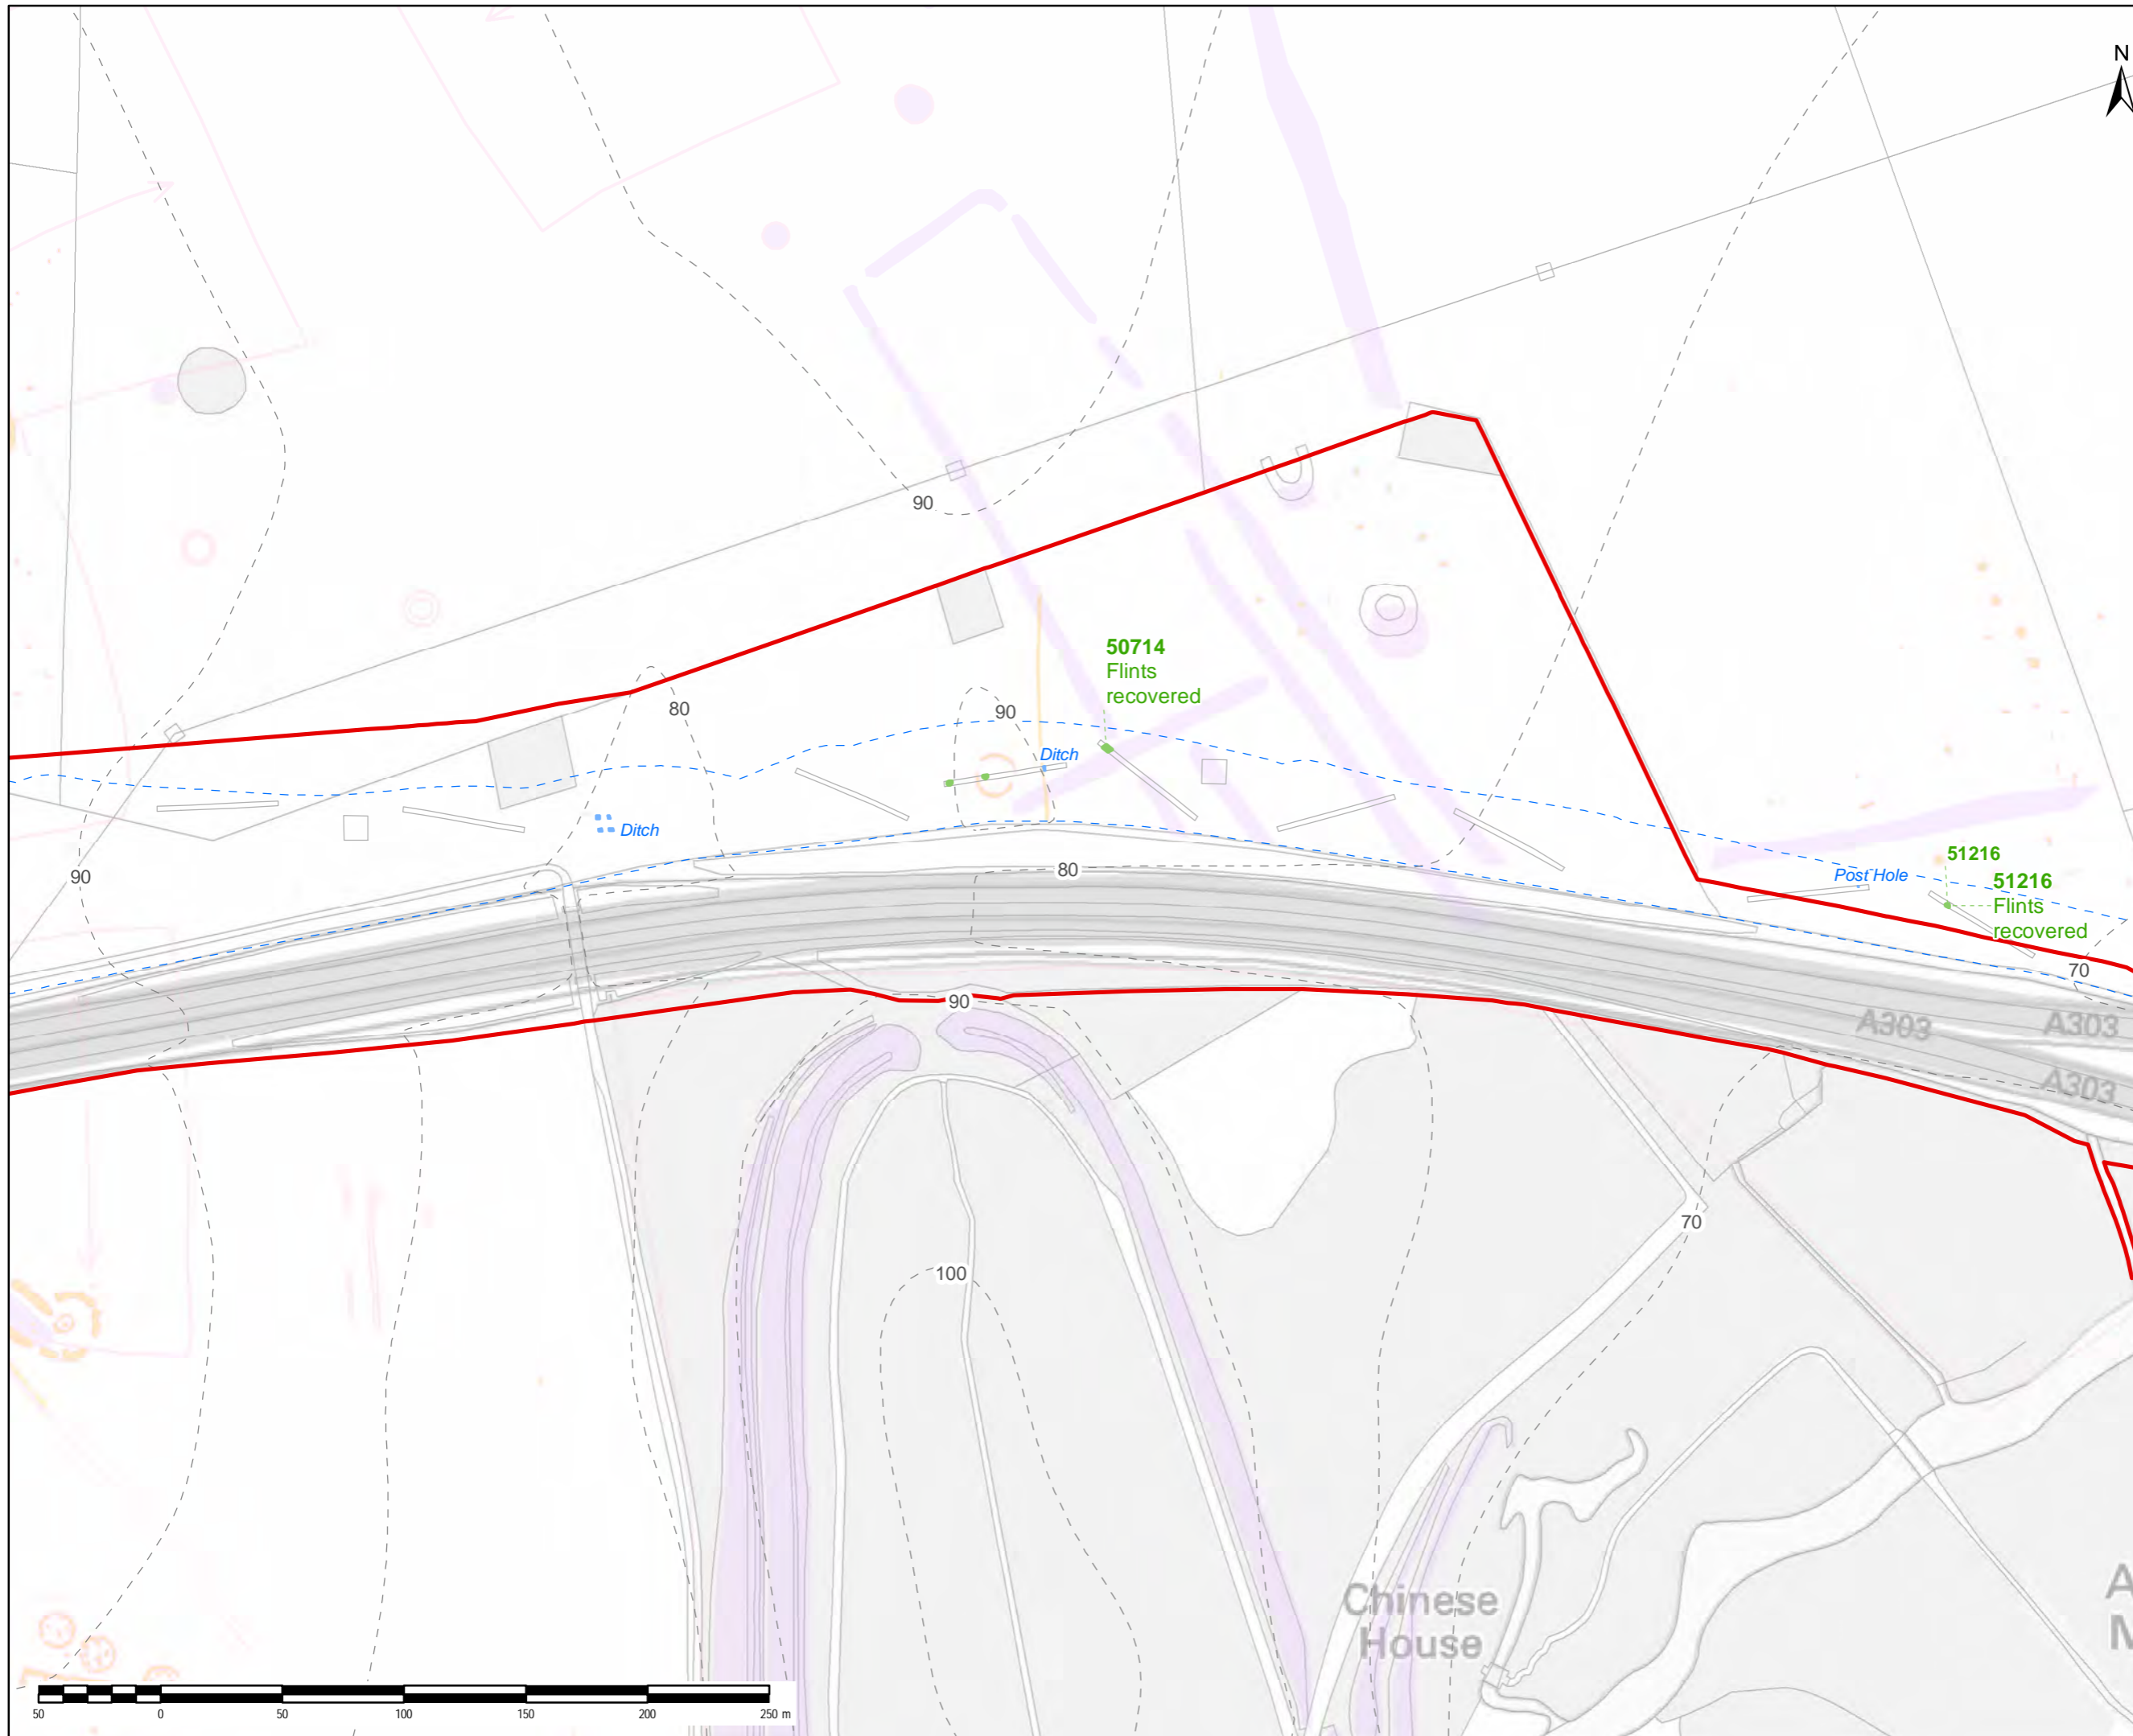 N
90
50714
Flints
recovered
80
90
Ditch
Ditch
90
80
51216
Post Hole
51216
Flints
recovered
70
90
A303
A303
A303
70
100
Chinese
House
A
M
50 0 50 100 150 200 250 m